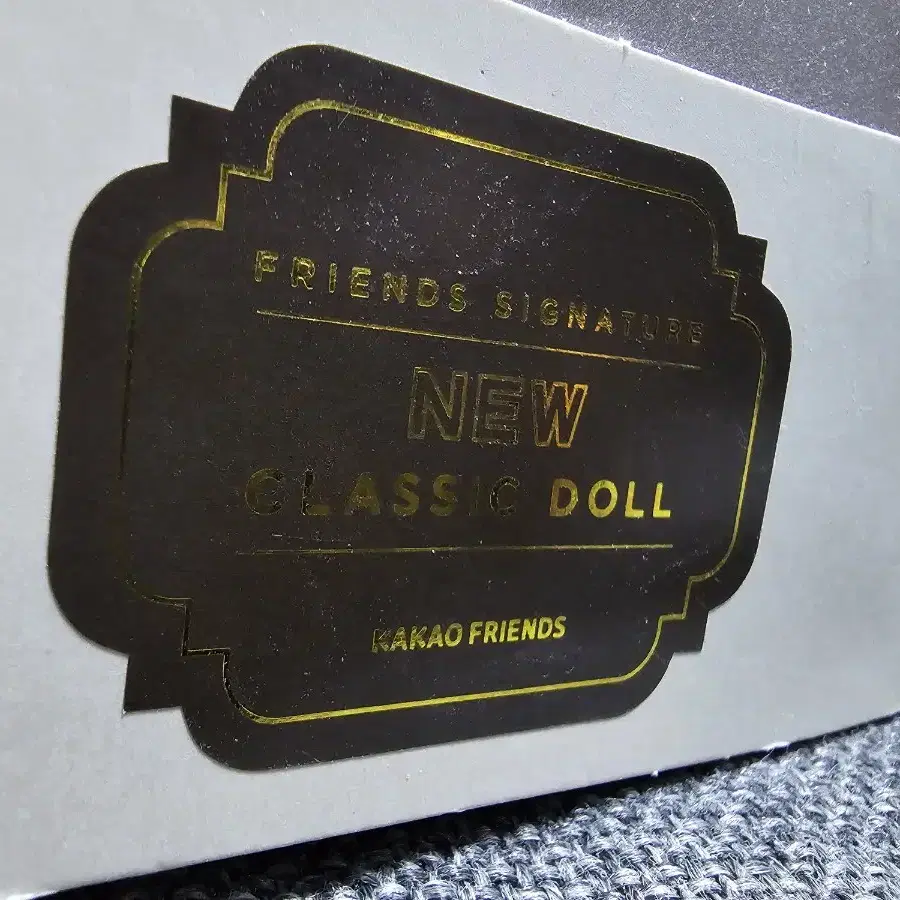 FRIENDS SIGNATURE
NEW
CLASSIC DOLL
KAKAO FRIENDS